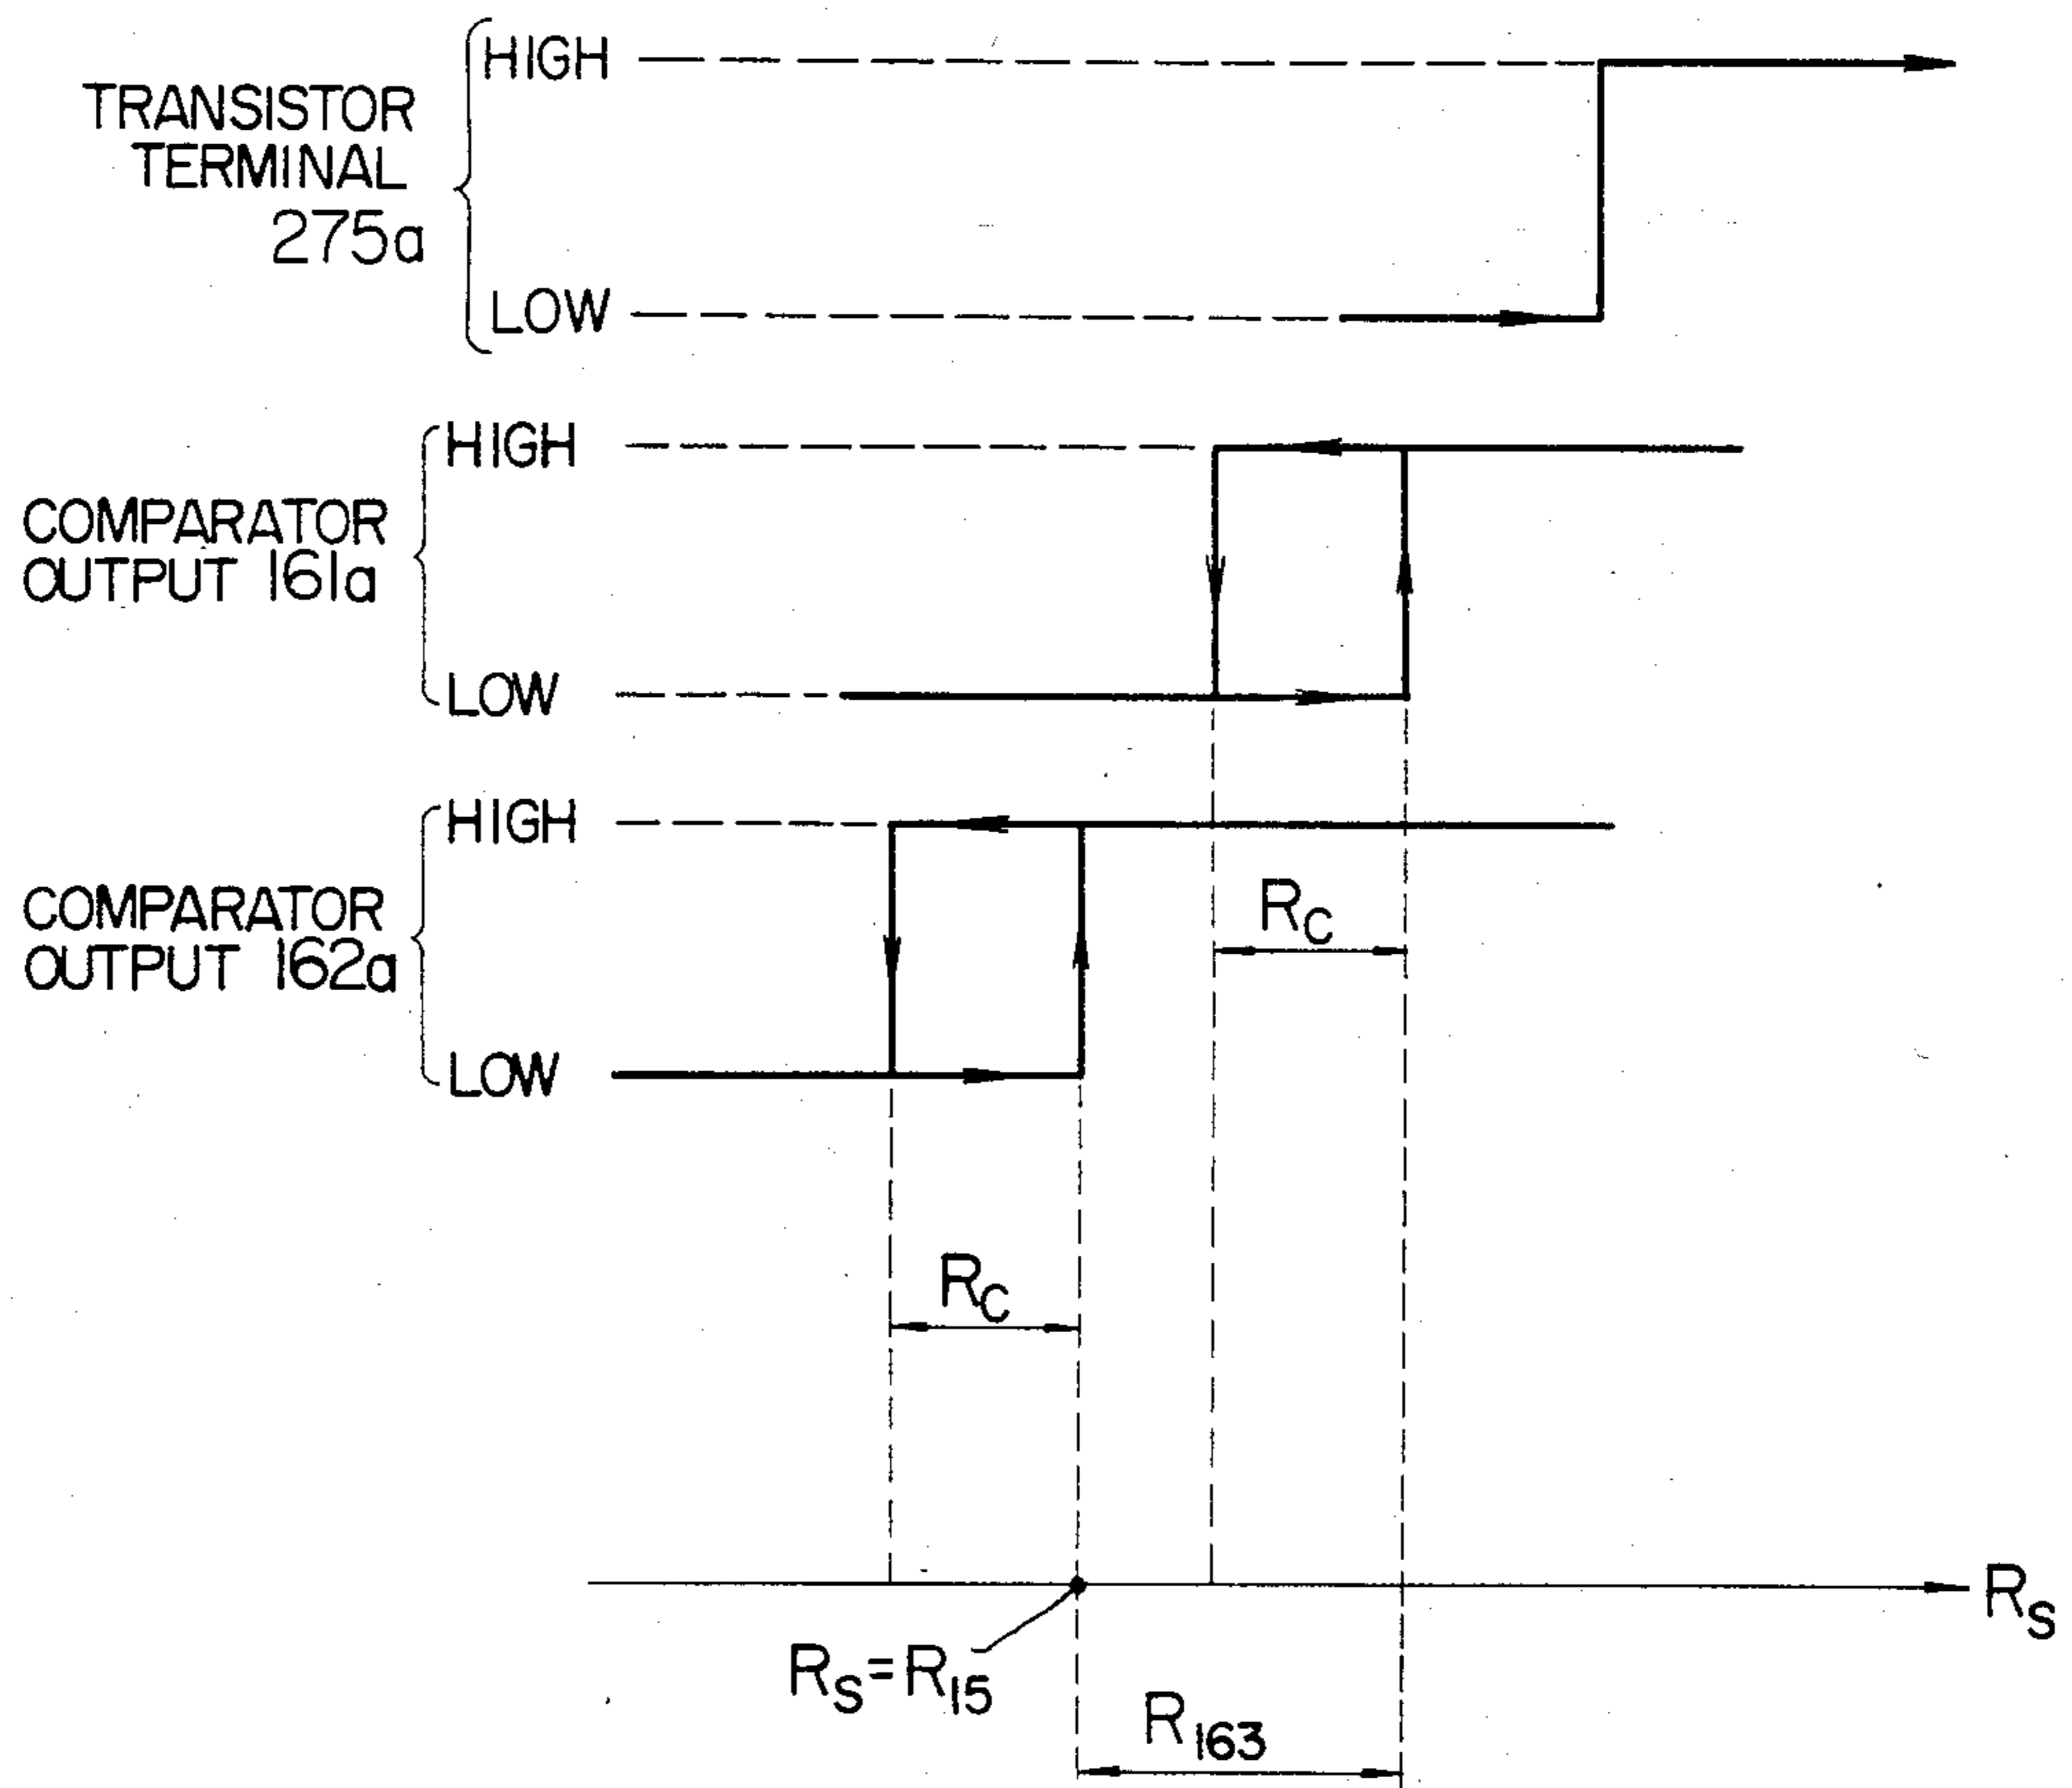 HIGH
TRANSISTOR
TERMINAL
275a
LOW
HIGH
COMPARATOR
OUTPUT 161a
LOW
HIGH
COMPARATOR
OUTPUT 162a
LOW
RC
RC
RS
RS=R15
R163